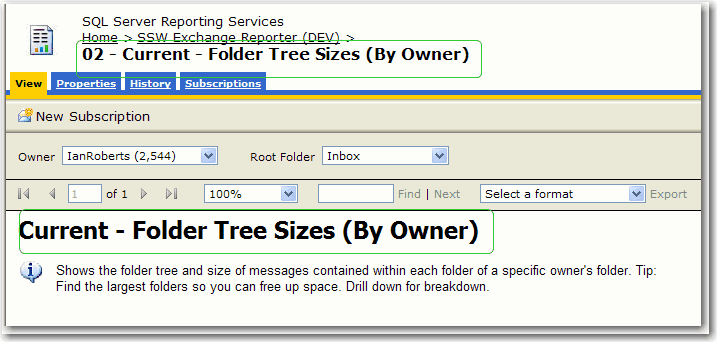 SQL Server Reporting Services
Home > SSW Exchange Reporter (DEV) >
02 - Current - Folder Tree Sizes (By Owner)
View Properties History Subscriptions
New Subscription
Owner IanRoberts (2,544) Root Folder Inbox
1 of 1 100% Find | Next Select a format Export
Current - Folder Tree Sizes (By Owner)
Shows the folder tree and size of messages contained within each folder of a specific owner's folder. Tip:
Find the largest folders so you can free up space. Drill down for breakdown.